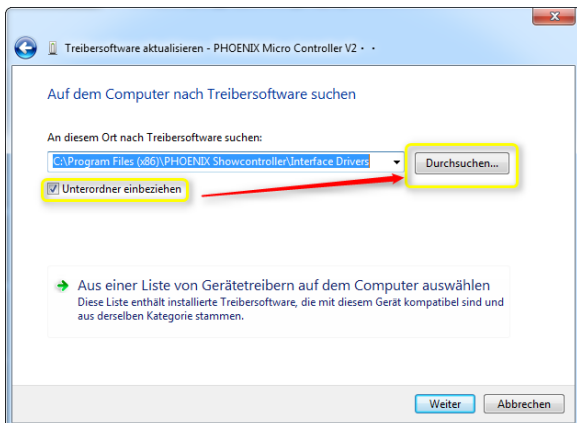 Treibersoftware aktualisieren - PHOENIX Micro Controller V2 · ·
Auf dem Computer nach Treibersoftware suchen
An diesem Ort nach Treibersoftware suchen:
C:\Program Files (x86)\PHOENIX Showcontroller\Interface Drivers
Durchsuchen...
Unterordner einbeziehen
Aus einer Liste von Gerätetreibern auf dem Computer auswählen
Diese Liste enthält installierte Treibersoftware, die mit diesem Gerät kompatibel sind und
aus derselben Kategorie stammen.
Weiter
Abbrechen